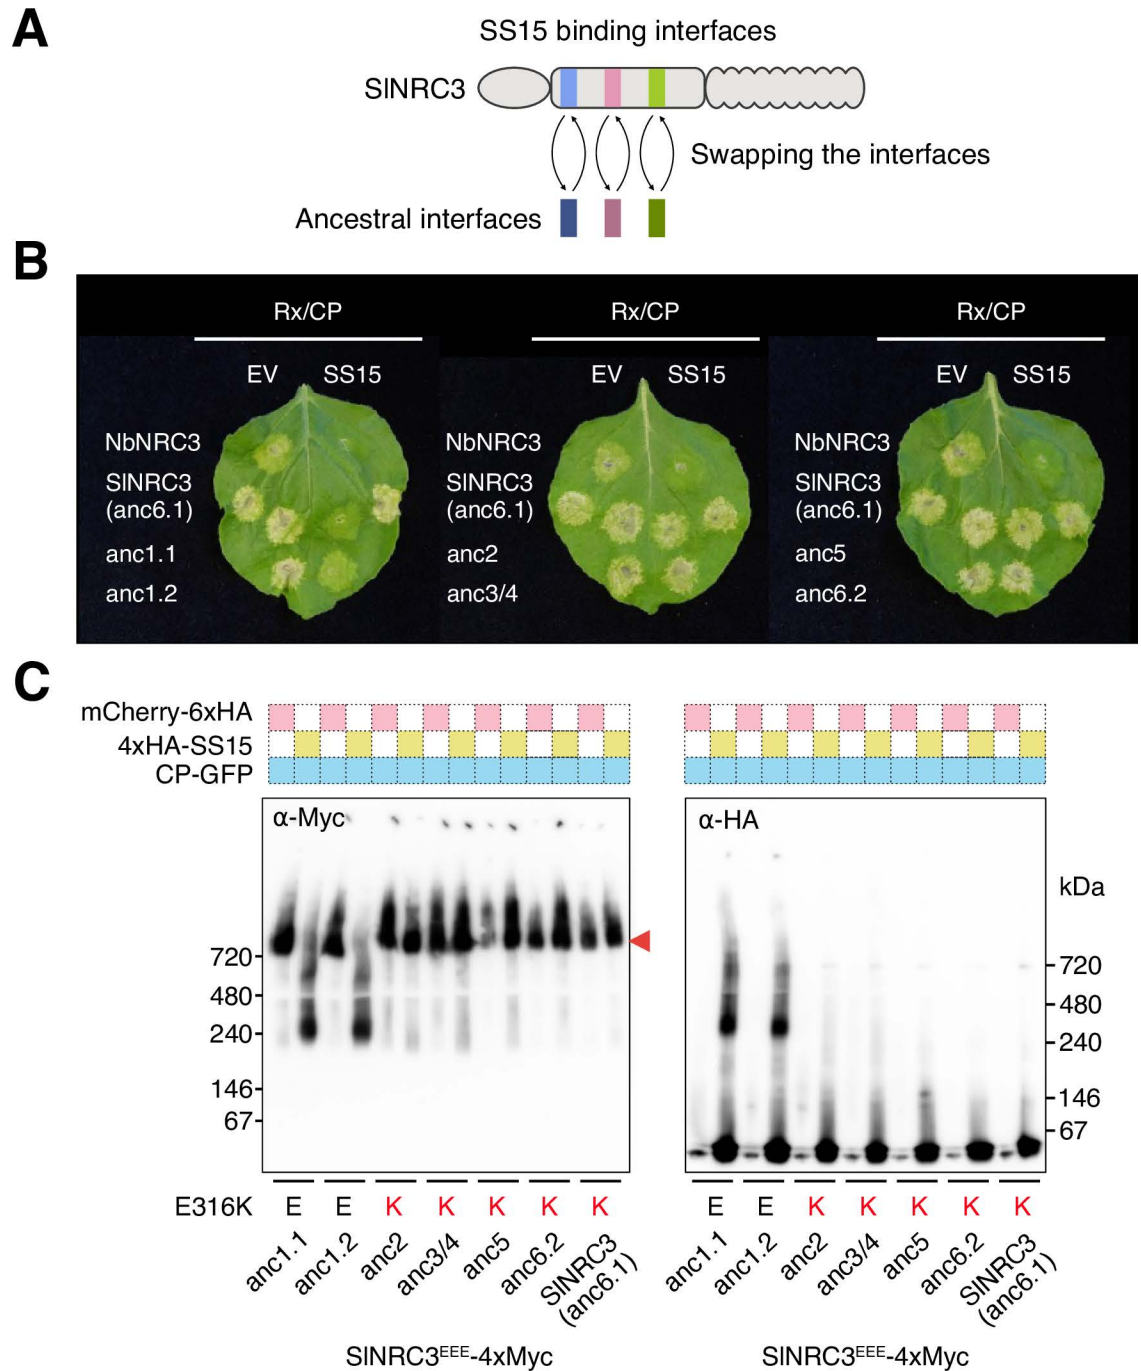 A
SS15 binding interfaces
SlNRC3
Swapping the interfaces
Ancestral interfaces
B
Rx/CP
Rx/CP
Rx/CP
EV SS15
EV SS15
EV SS15
NbNRC3
SlNRC3
(anc6.1)
anc1.1
anc1.2
NbNRC3
SlNRC3
(anc6.1)
anc2
anc3/4
NbNRC3
SlNRC3
(anc6.1)
anc5
anc6.2
C
mCherry-6xHA
4xHA-SS15
CP-GFP
α-Myc
720
480
240
146
67
α-HA
kDa
720
480
240
146
67
E316K E E K K K K K
E E K K K K K
anc1.1 anc1.2 anc2 anc3/4 anc5 anc6.2 SlNRC3 (anc6.1)
anc1.1 anc1.2 anc2 anc3/4 anc5 anc6.2 SlNRC3 (anc6.1)
SlNRC3ᴱᴱᴱ-4xMyc
SlNRC3ᴱᴱᴱ-4xMyc